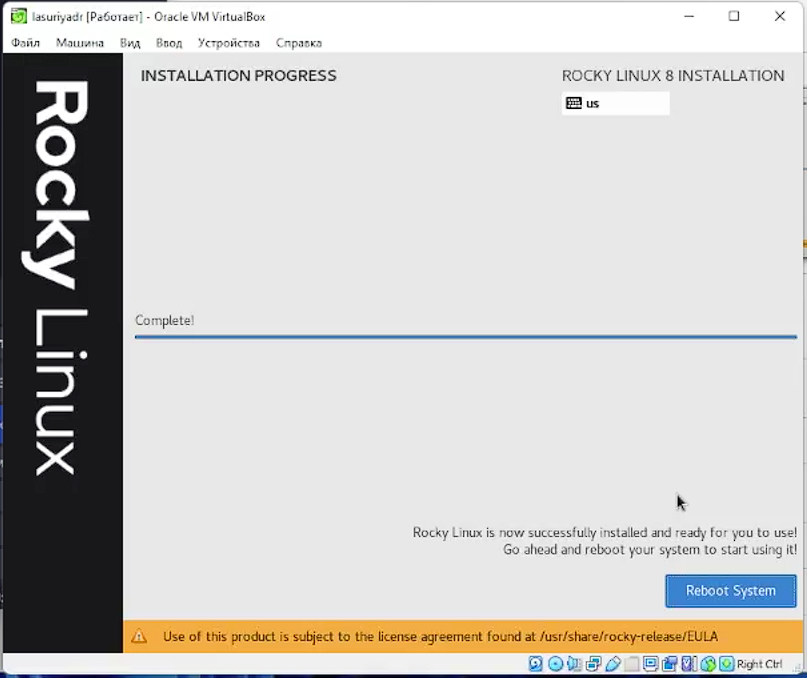 lasuriyadr [Работает] - Oracle VM VirtualBox
Файл Машина Вид Ввод Устройства Справка
Rocky Linux
INSTALLATION PROGRESS
ROCKY LINUX 8 INSTALLATION
us
Complete!
Rocky Linux is now successfully installed and ready for you to use!
Go ahead and reboot your system to start using it!
Reboot System
Use of this product is subject to the license agreement found at /usr/share/rocky-release/EULA
Right Ctrl